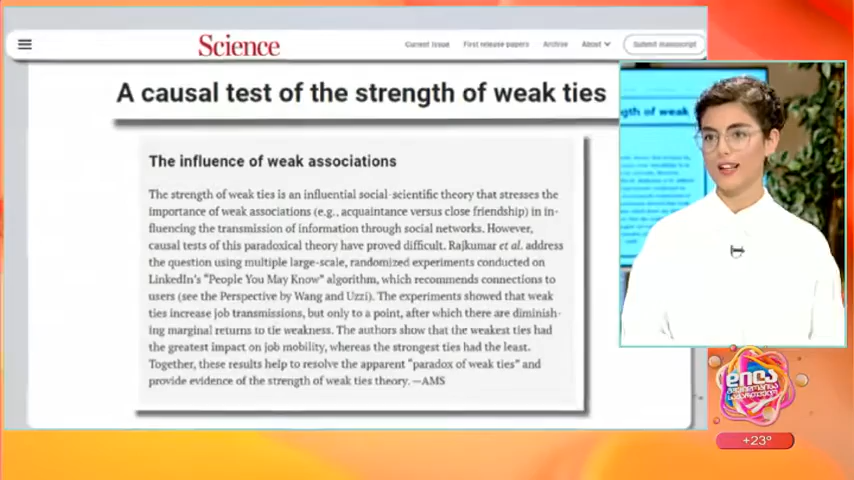 Science
Current Issue
First release papers
Archive
About
Submit manuscript
A causal test of the strength of weak ties
The influence of weak associations
The strength of weak ties is an influential social-scientific theory that stresses the
importance of weak associations (e.g., acquaintance versus close friendship) in in-
fluencing the transmission of information through social networks. However,
causal tests of this paradoxical theory have proved difficult. Rajkumar et al. address
the question using multiple large-scale, randomized experiments conducted on
LinkedIn's "People You May Know" algorithm, which recommends connections to
users (see the Perspective by Wang and Uzzi). The experiments showed that weak
ties increase job transmissions, but only to a point, after which there are diminish-
ing marginal returns to tie weakness. The authors show that the weakest ties had
the greatest impact on job mobility, whereas the strongest ties had the least.
Together, these results help to resolve the apparent "paradox of weak ties" and
provide evidence of the strength of weak ties theory. —AMS
gth of weak
დილა
+23°